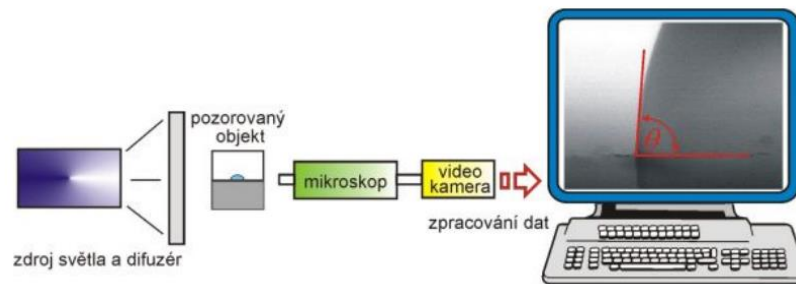 pozorovaný
objekt
mikroskop
video
kamera
zpracování dat
zdroj světla a difuzér
θ